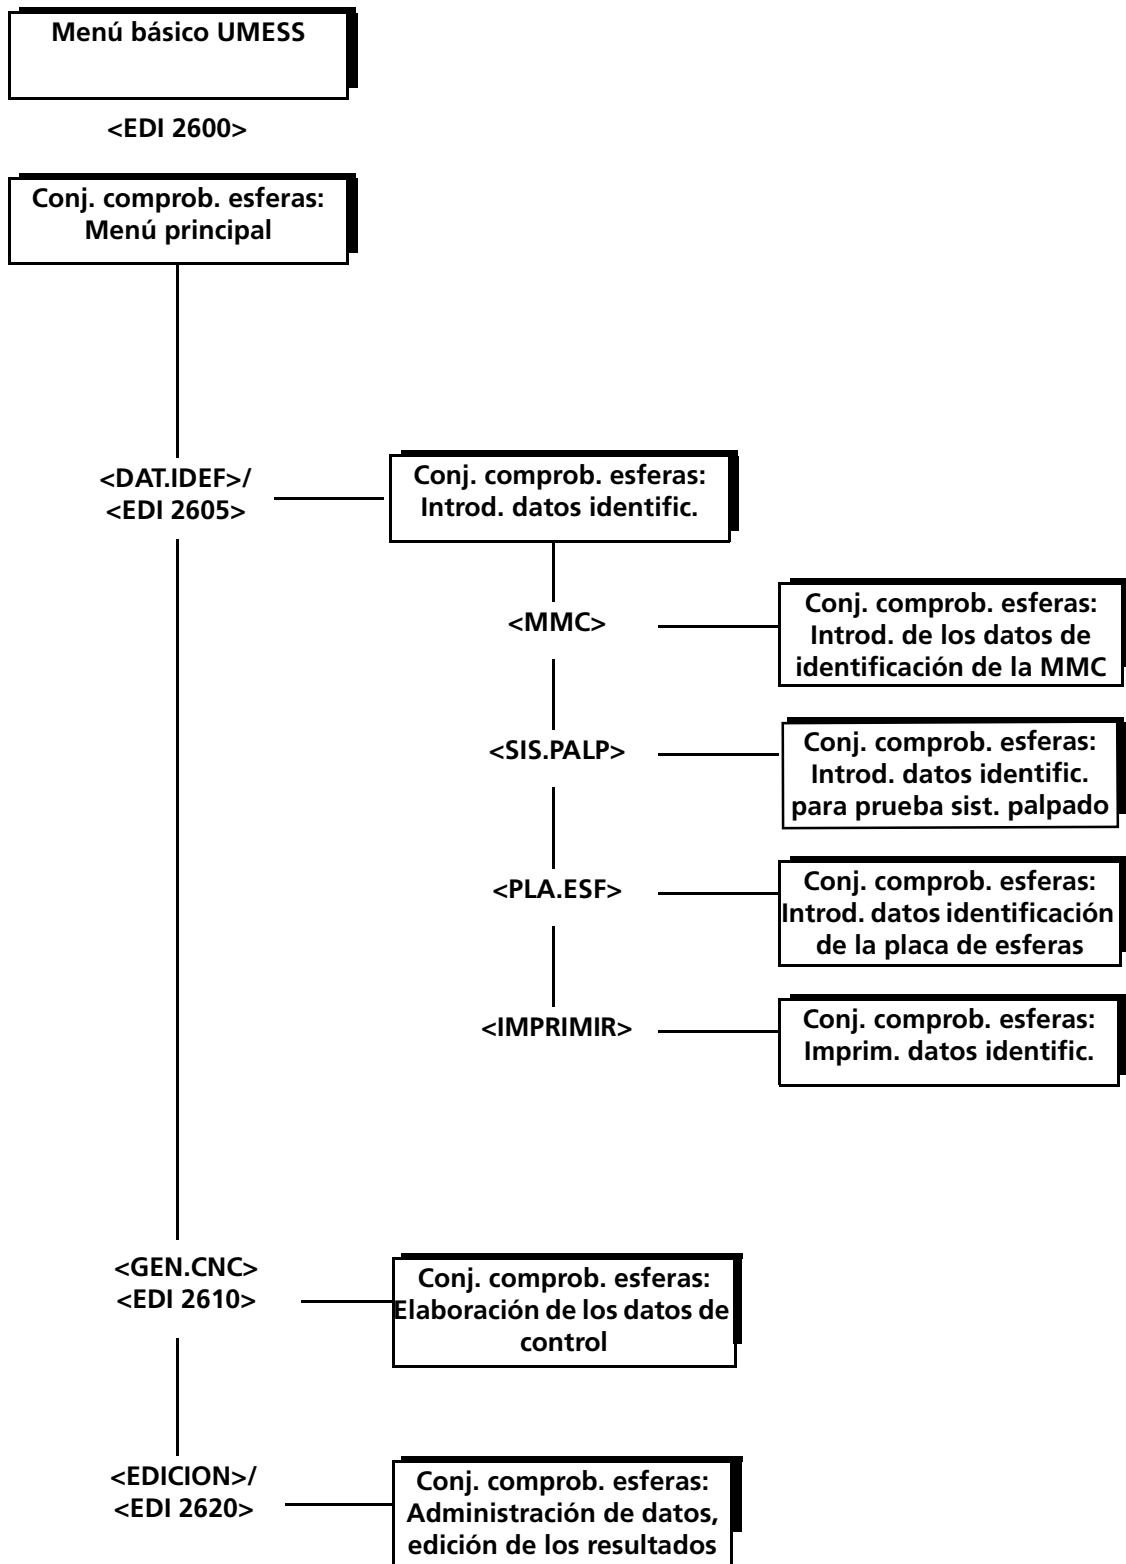 Menú básico UMESS
<EDI 2600>
Conj. comprob. esferas:
Menú principal
<DAT.IDEF>/
<EDI 2605>
Conj. comprob. esferas:
Introd. datos identific.
<MMC>
Conj. comprob. esferas:
Introd. de los datos de
identificación de la MMC
<SIS.PALP>
Conj. comprob. esferas:
Introd. datos identific.
para prueba sist. palpado
<PLA.ESF>
Conj. comprob. esferas:
Introd. datos identificación
de la placa de esferas
<IMPRIMIR>
Conj. comprob. esferas:
Imprim. datos identific.
<GEN.CNC>
<EDI 2610>
Conj. comprob. esferas:
Elaboración de los datos de
control
<EDICION>/
<EDI 2620>
Conj. comprob. esferas:
Administración de datos,
edición de los resultados